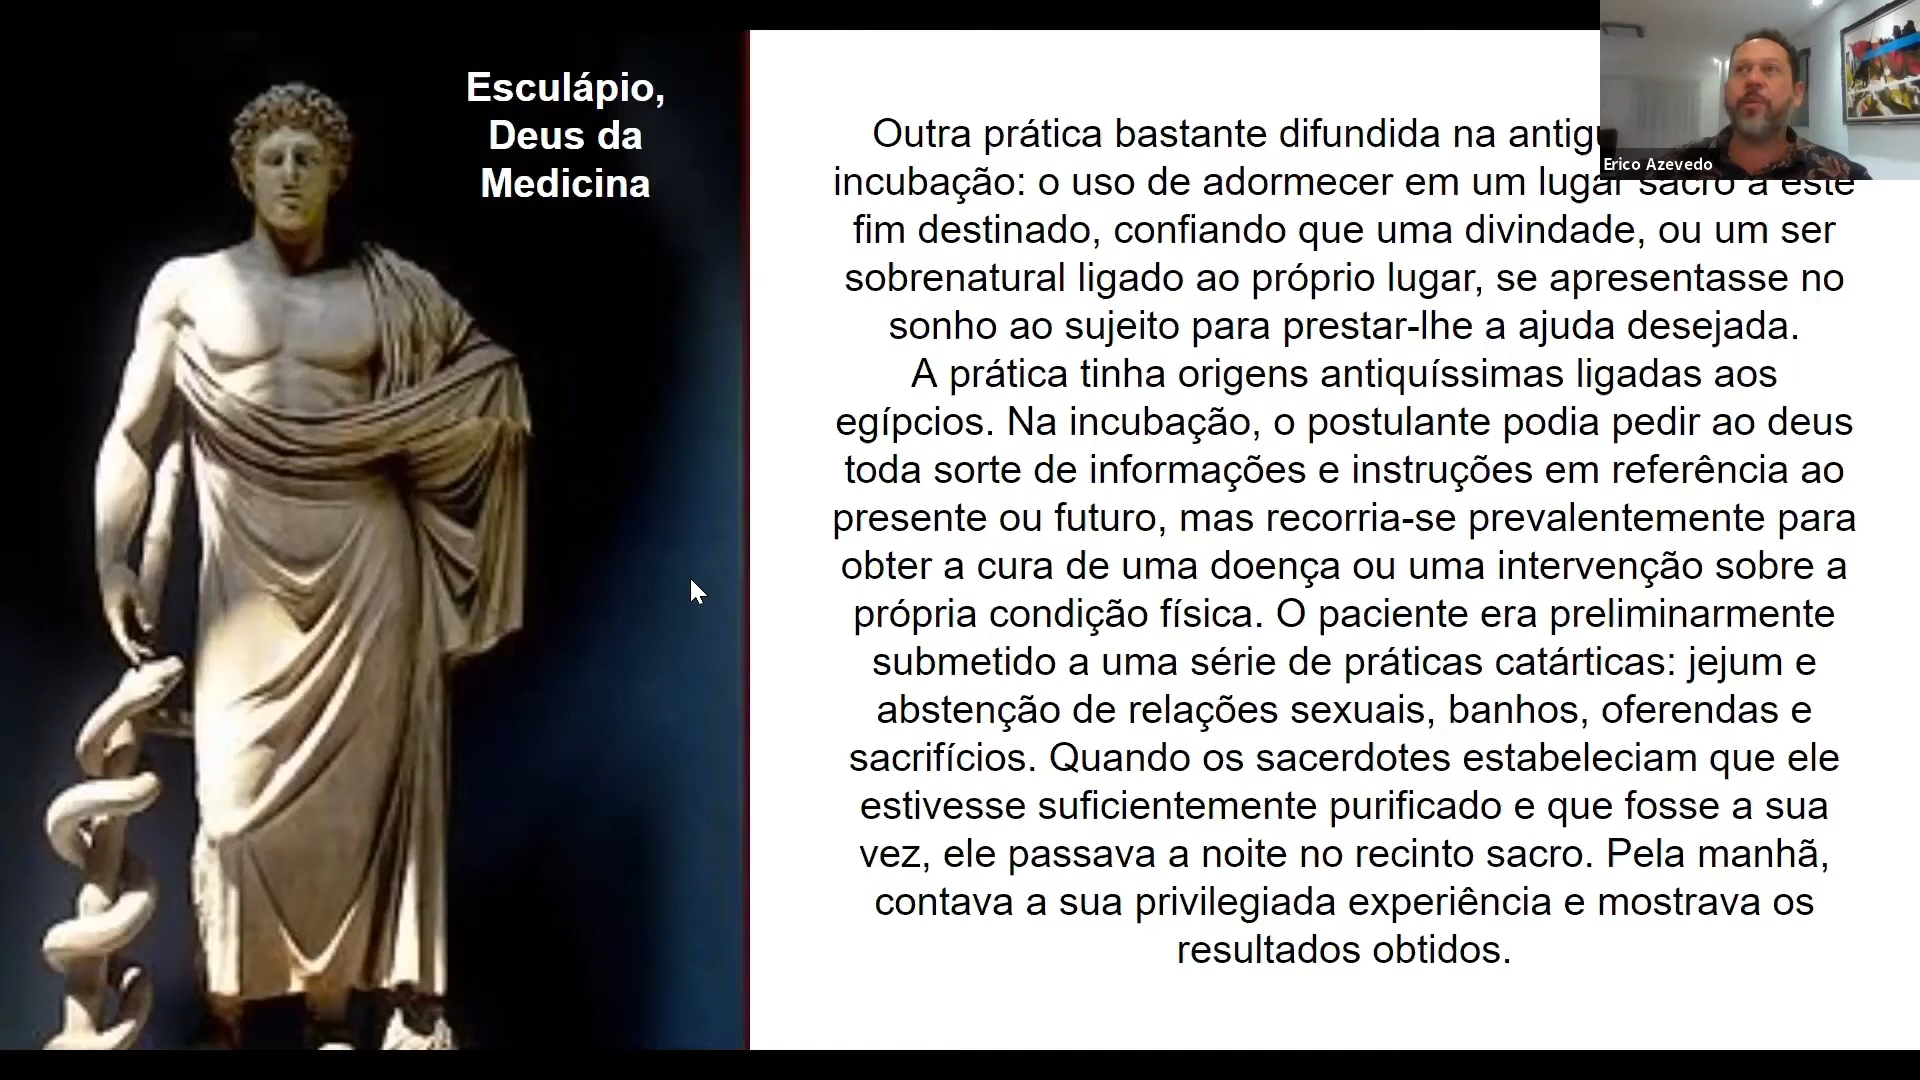 Esculápio,
Deus da
Medicina
Outra prática bastante difundida na
incubação: o uso de adormecer em um lugar sacro a este
fim destinado, confiando que uma divindade, ou um ser
sobrenatural ligado ao próprio lugar, se apresentasse no
sonho ao sujeito para prestar-lhe a ajuda desejada.
A prática tinha origens antiquíssimas ligadas aos
egípcios. Na incubação, o postulante podia pedir ao deus
toda sorte de informações e instruções em referência ao
presente ou futuro, mas recorria-se prevalentemente para
obter a cura de uma doença ou uma intervenção sobre a
própria condição física. O paciente era preliminarmente
submetido a uma série de práticas catárticas: jejum e
abstenção de relações sexuais, banhos, oferendas e
sacrifícios. Quando os sacerdotes estabeleciam que ele
estivesse suficientemente purificado e que fosse a sua
vez, ele passava a noite no recinto sacro. Pela manhã,
contava a sua privilegiada experiência e mostrava os
resultados obtidos.
Erico Azevedo